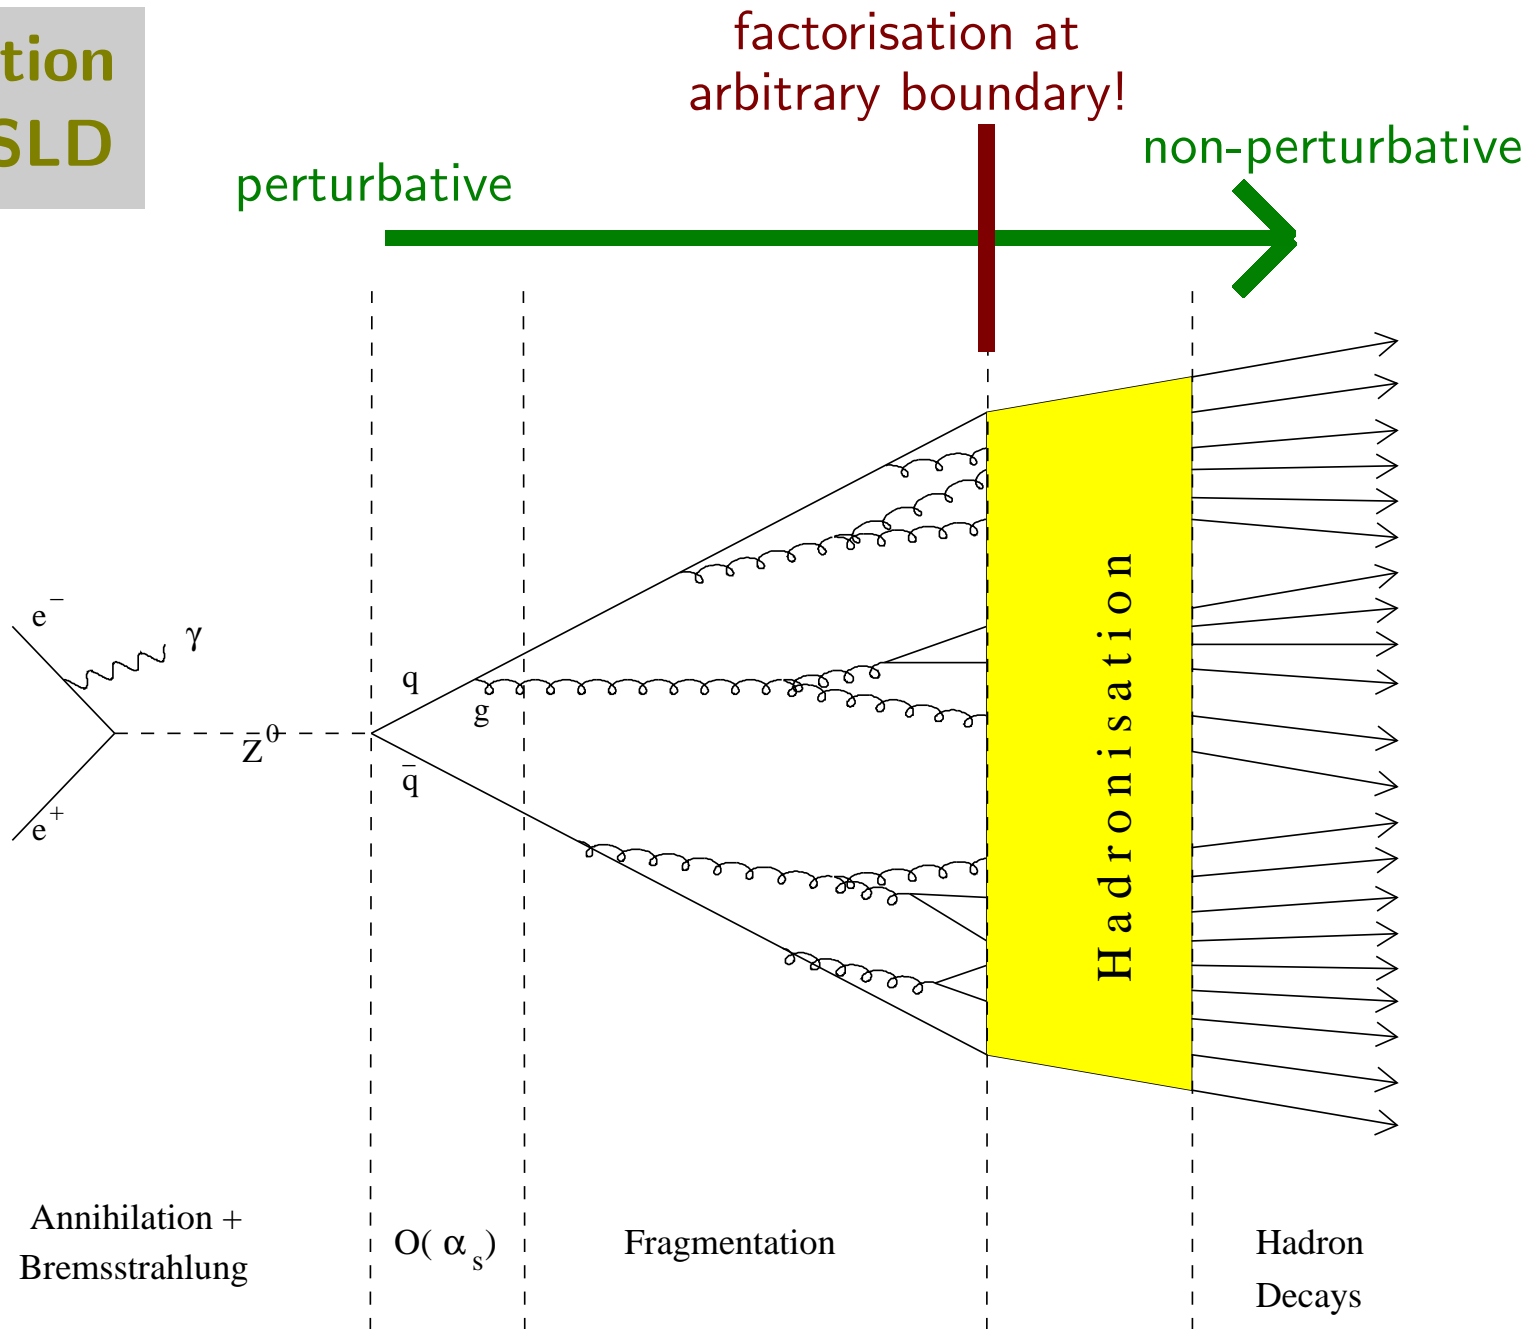 tion
SLD
factorisation at
arbitrary boundary!
perturbative
non-perturbative
e⁻
γ
q
g
Z⁰
q̄
e⁺
Hadronisation
Annihilation +
Bremsstrahlung
O( αₛ)
Fragmentation
Hadron
Decays